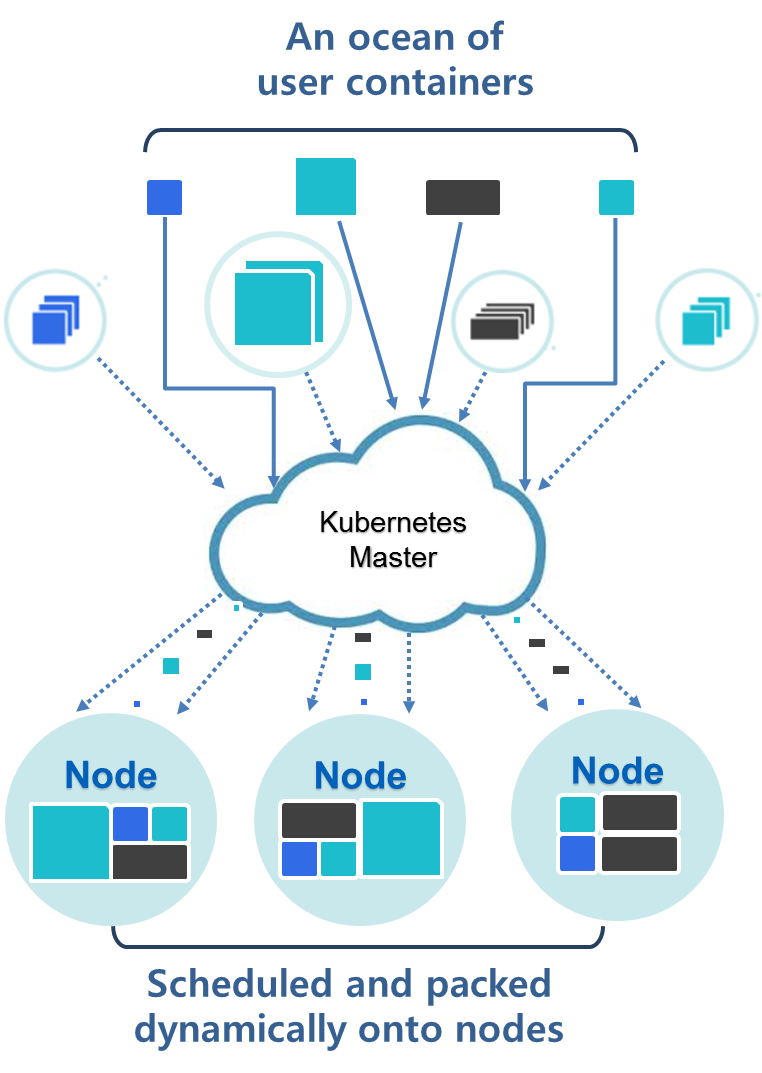 An ocean of
user containers
Kubernetes
Master
Node
Node
Node
Scheduled and packed
dynamically onto nodes